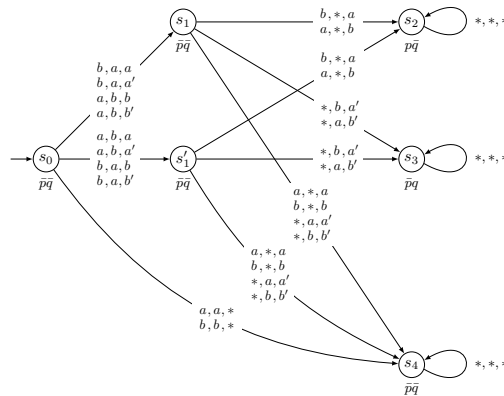 s₁
p̄q̄
b, ∗, a
a, ∗, b
s₂
pq̄
∗, ∗, ∗
b, a, a
b, a, a′
a, b, b
a, b, b′
b, ∗, a
a, ∗, b
∗, b, a′
∗, a, b′
s₀
p̄q̄
a, b, a
a, b, a′
b, a, b
b, a, b′
s′₁
p̄q̄
∗, b, a′
∗, a, b′
s₃
p̄q
∗, ∗, ∗
a, ∗, a
b, ∗, b
∗, a, a′
∗, b, b′
a, ∗, a
b, ∗, b
∗, a, a′
∗, b, b′
a, a, ∗
b, b, ∗
s₄
p̄q̄
∗, ∗, ∗